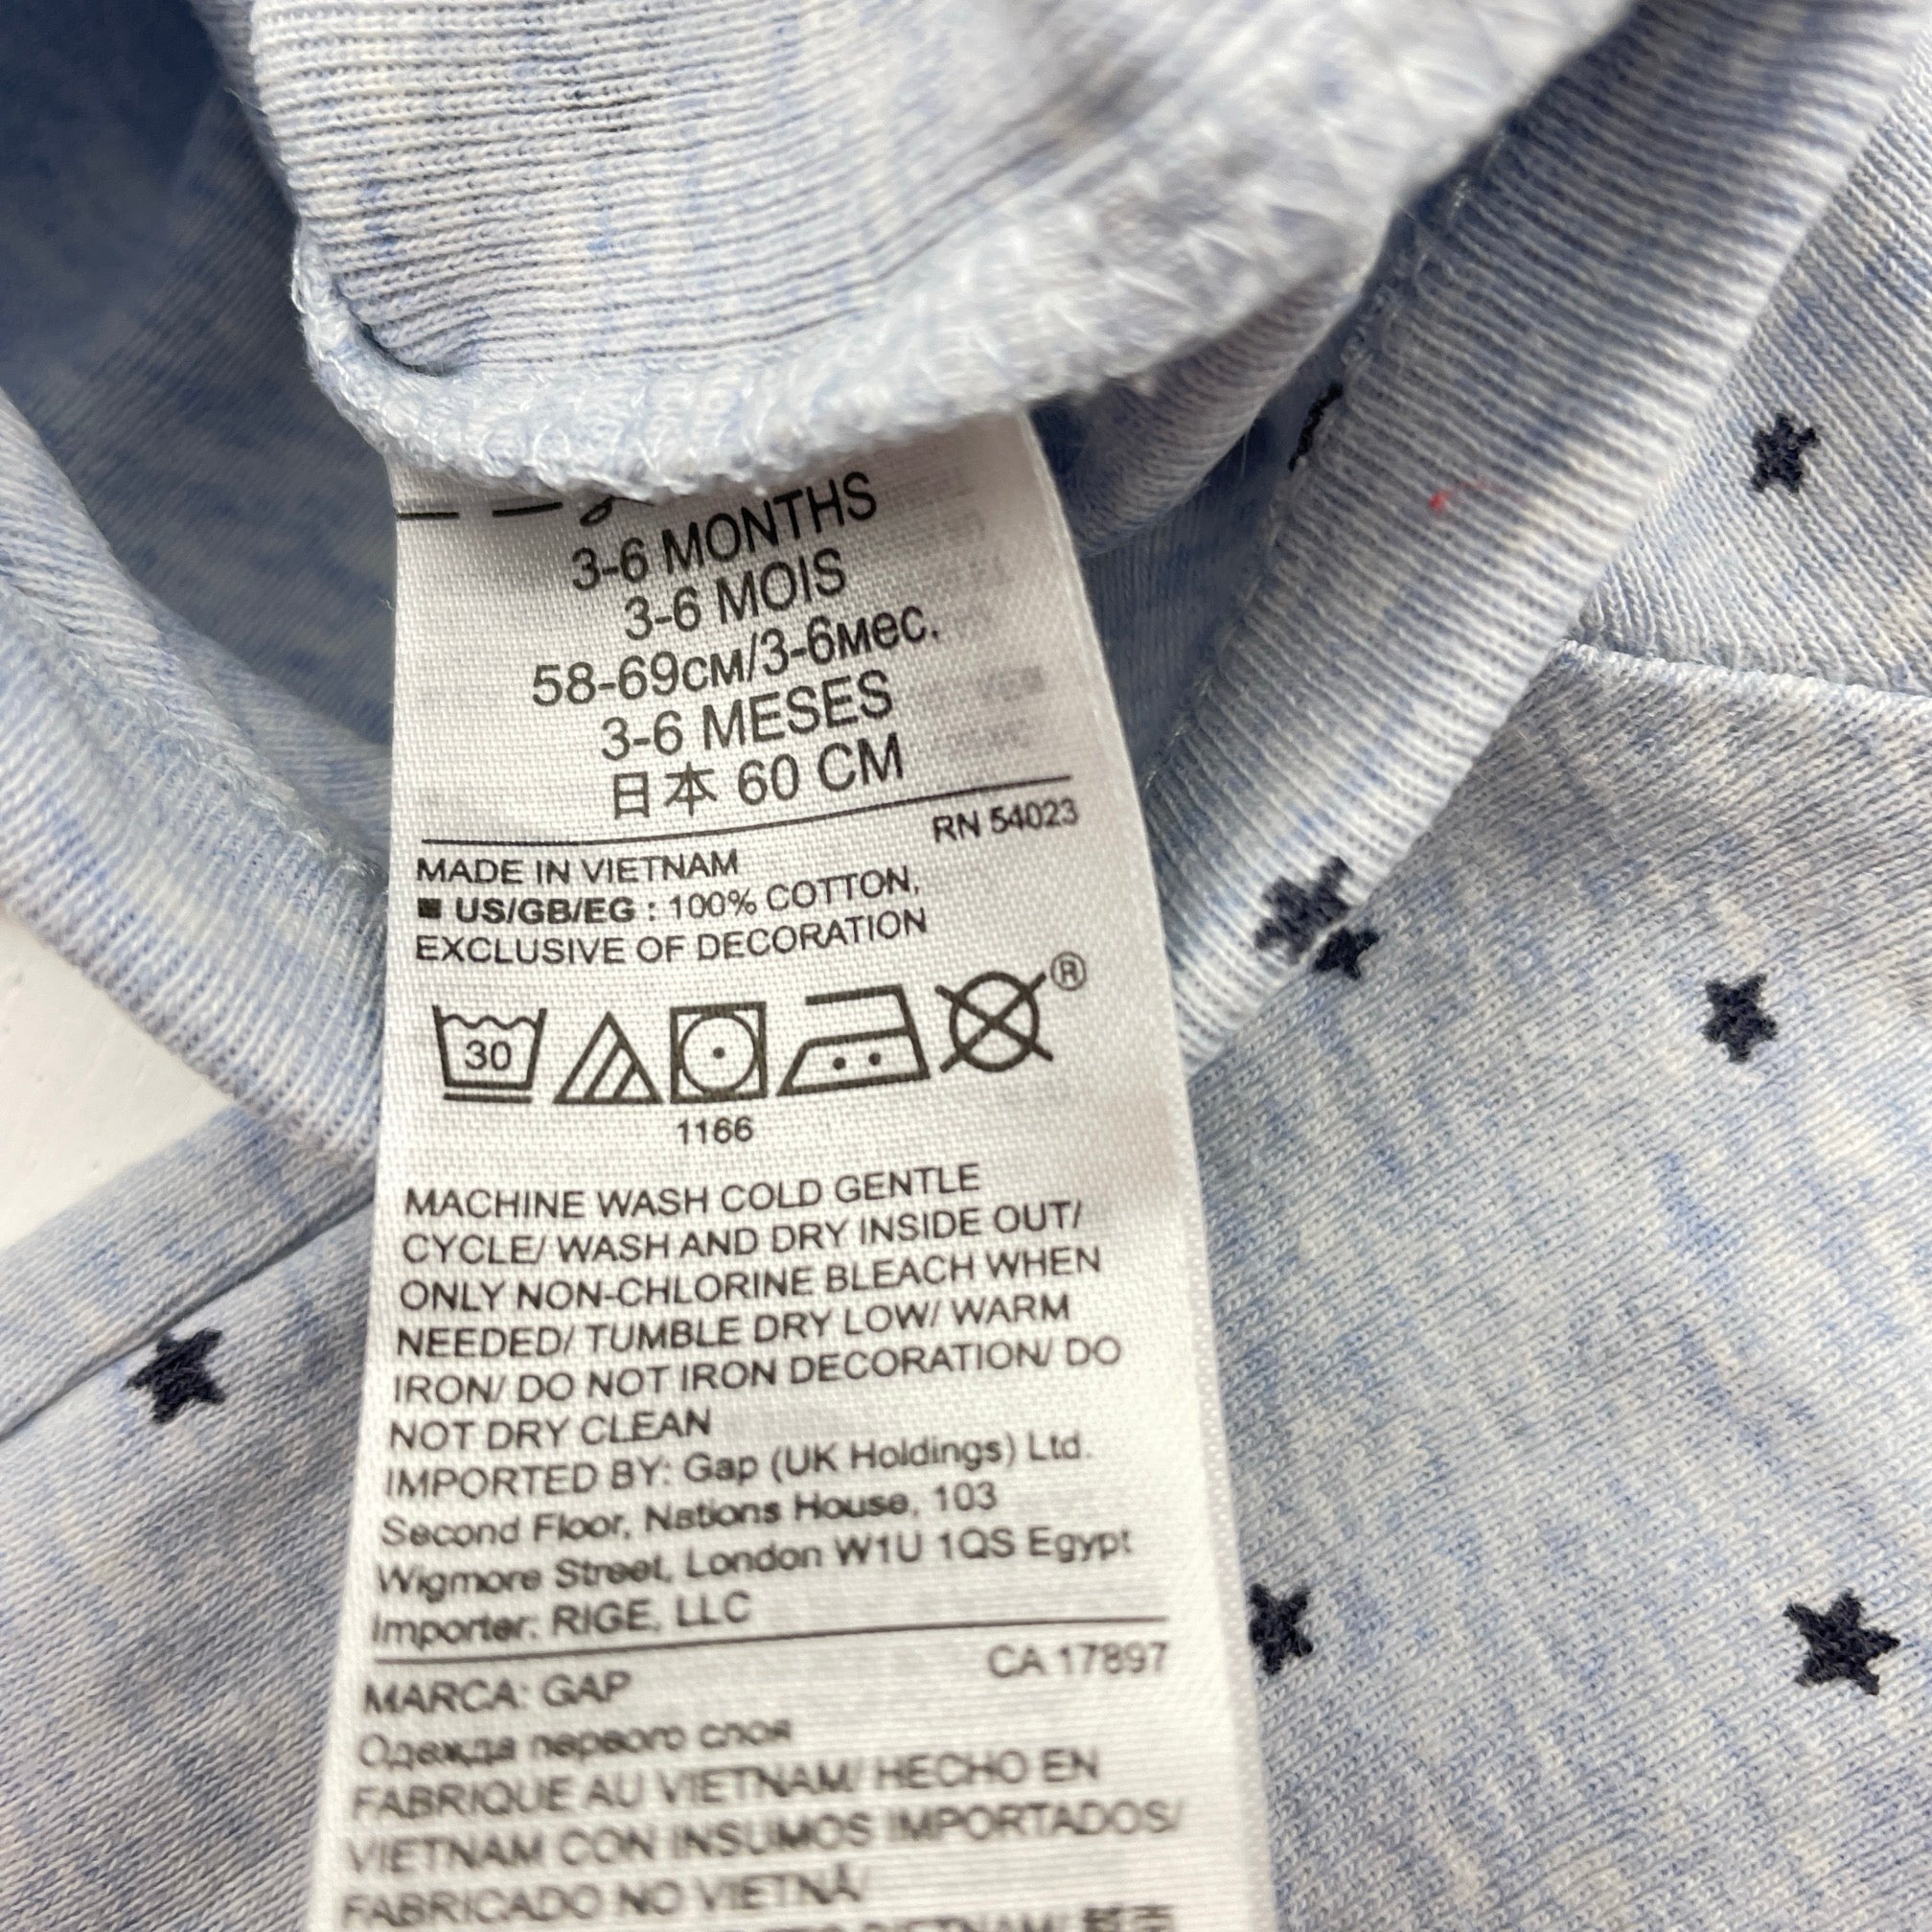 3-6 MONTHS
3-6 MOIS
58-69см/3-6мес.
3-6 MESES
日本 60 CM
RN 54023
MADE IN VIETNAM
■ US/GB/EG : 100% COTTON,
EXCLUSIVE OF DECORATION
®
30
1166
MACHINE WASH COLD GENTLE
CYCLE/ WASH AND DRY INSIDE OUT/
ONLY NON-CHLORINE BLEACH WHEN
NEEDED/ TUMBLE DRY LOW/ WARM
IRON/ DO NOT IRON DECORATION/ DO
NOT DRY CLEAN
IMPORTED BY: Gap (UK Holdings) Ltd.
Second Floor, Nations House, 103
Wigmore Street, London W1U 1QS Egypt
Importer: RIGE, LLC
CA 17897
MARCA: GAP
Одежда первого слоя
FABRIQUE AU VIETNAM/ HECHO EN
VIETNAM CON INSUMOS IMPORTADOS/
FABRICADO NO VIETNÃ/
VIETNAM/